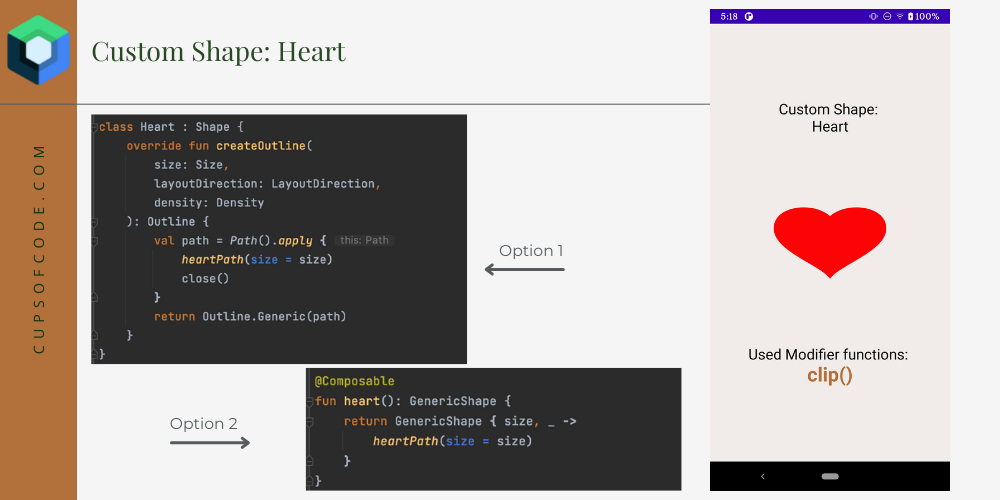 Custom Shape: Heart
CUPSOFCODE.COM
class Heart : Shape {
override fun createOutline(
size: Size,
layoutDirection: LayoutDirection,
density: Density
): Outline {
val path = Path().apply { this: Path
heartPath(size = size)
close()
}
return Outline.Generic(path)
}
}
Option 1
Option 2
@Composable
fun heart(): GenericShape {
return GenericShape { size, _ ->
heartPath(size = size)
}
}
5:18 100%
Custom Shape:
Heart
Used Modifier functions:
clip()